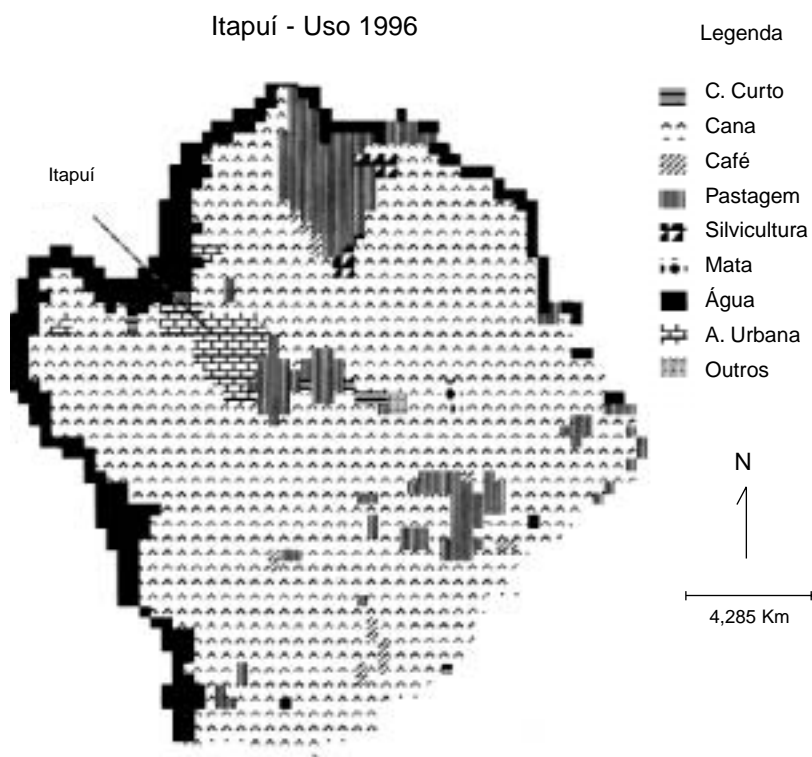 Itapuí - Uso 1996
Legenda
C. Curto
Cana
Café
Pastagem
Silvicultura
Mata
Água
A. Urbana
Outros
Itapuí
N
4,285 Km